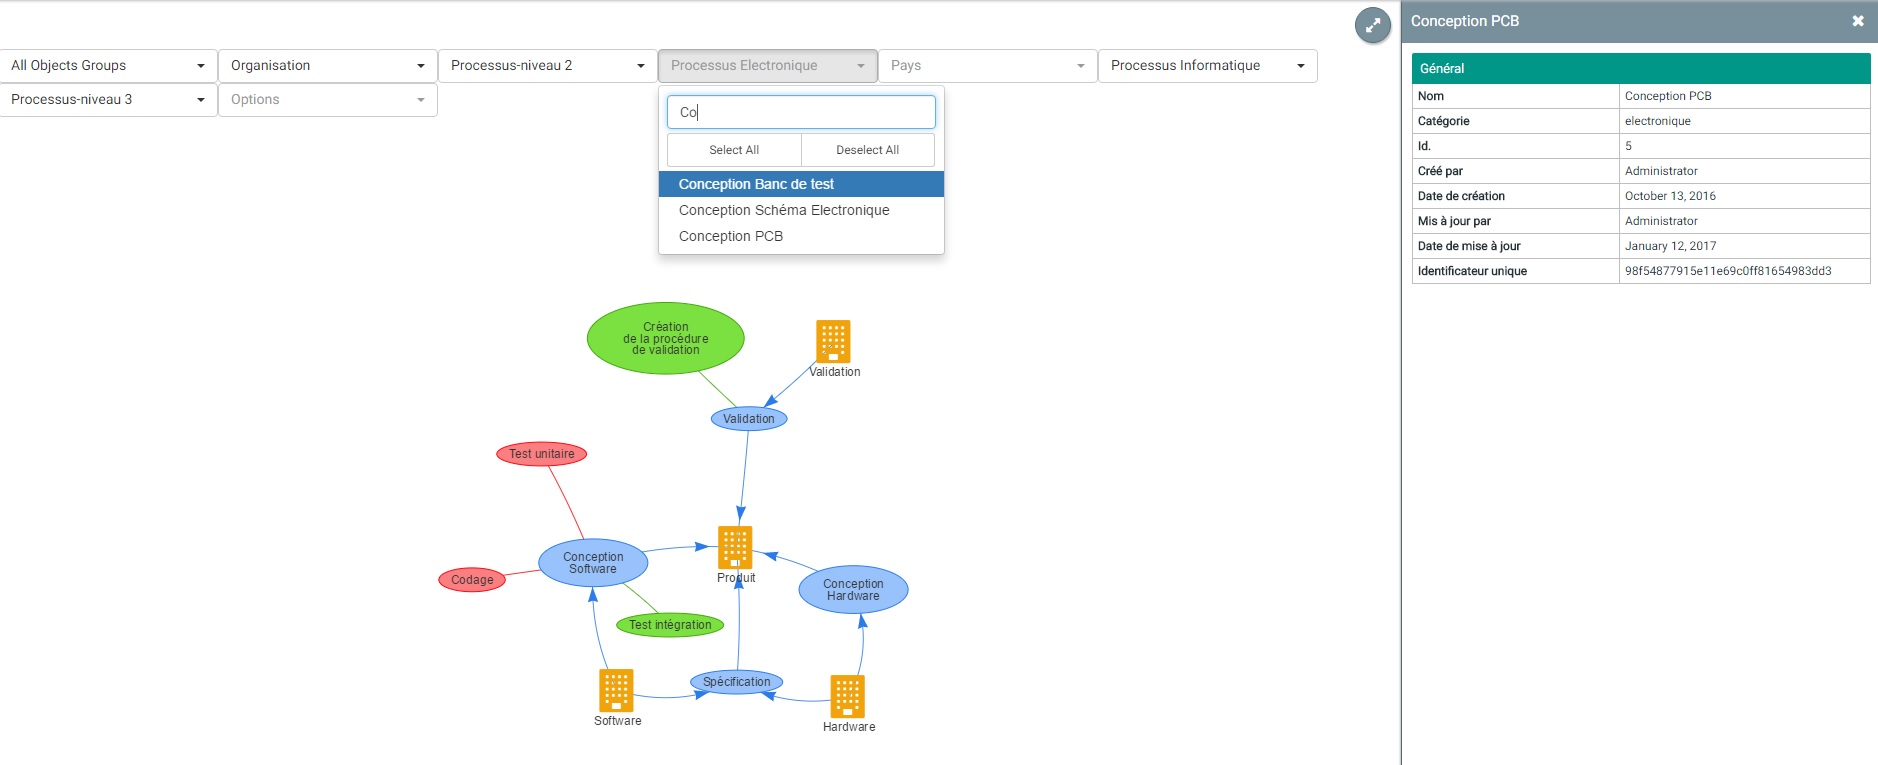 All Objects Groups
Organisation
Processus-niveau 2
Processus Electronique
Pays
Processus Informatique
Processus-niveau 3
Options
Co
Select All
Deselect All
Conception Banc de test
Conception Schéma Electronique
Conception PCB
Création
de la procédure
de validation
Validation
Validation
Test unitaire
Conception
Software
Produit
Codage
Conception
Hardware
Test intégration
Spécification
Software
Hardware
Conception PCB
Général
Nom Conception PCB
Catégorie electronique
Id. 5
Créé par Administrator
Date de création October 13, 2016
Mis à jour par Administrator
Date de mise à jour January 12, 2017
Identificateur unique 98f54877915e11e69c0ff81654983dd3